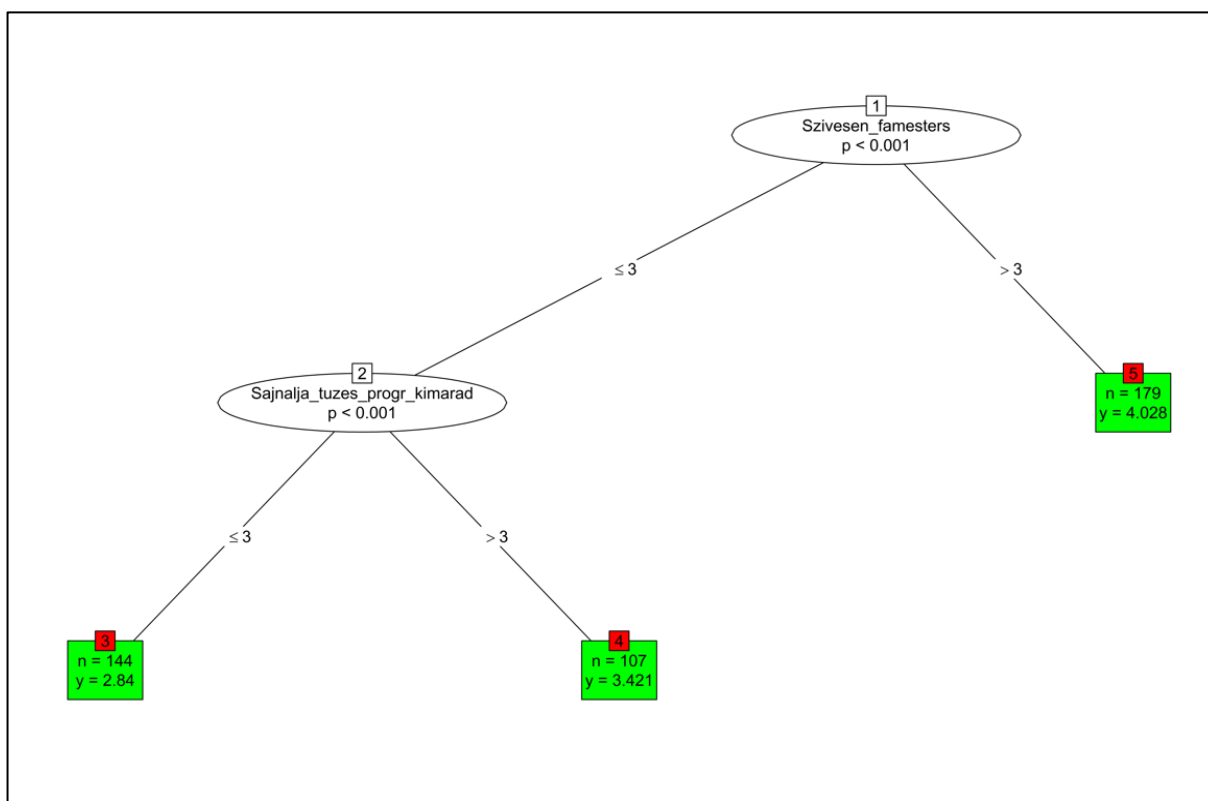 1
Szivesen_famesters
p < 0.001
≤ 3
> 3
2
Sajnalja_tuzes_progr_kimarad
p < 0.001
5
n = 179
y = 4.028
≤ 3
> 3
3
n = 144
y = 2.84
4
n = 107
y = 3.421